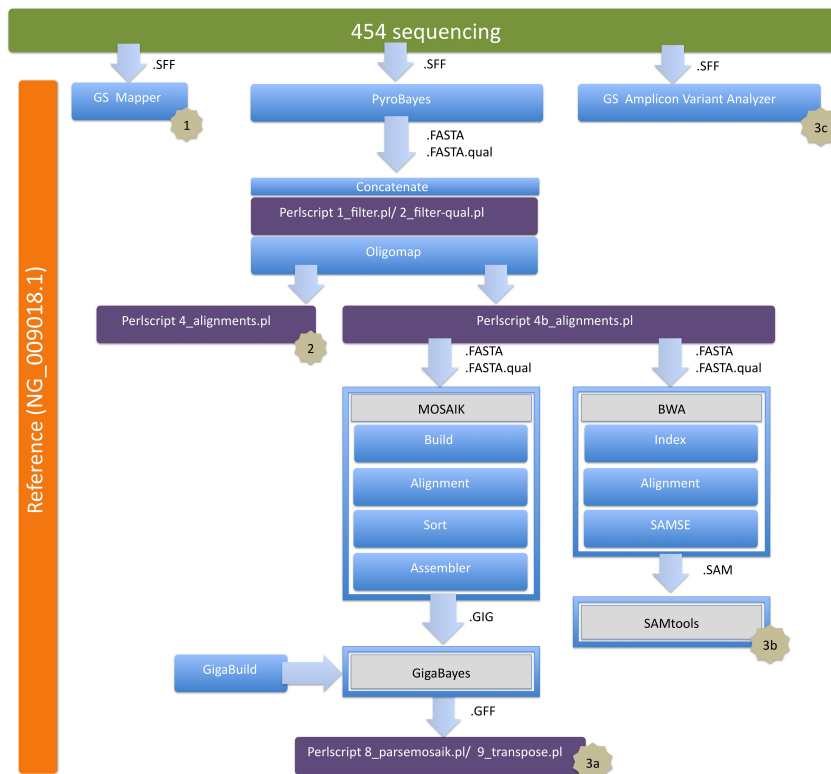 454 sequencing
.SFF
.SFF
.SFF
GS Mapper
PyroBayes
GS Amplicon Variant Analyzer
1
3c
.FASTA
.FASTA.qual
Concatenate
Perlscript 1_filter.pl/ 2_filter-qual.pl
Oligomap
Reference (NG_009018.1)
Perlscript 4_alignments.pl
Perlscript 4b_alignments.pl
2
.FASTA
.FASTA.qual
.FASTA
.FASTA.qual
MOSAIK
BWA
Build
Index
Alignment
Alignment
Sort
SAMSE
Assembler
.SAM
.GIG
SAMtools
3b
GigaBuild
GigaBayes
.GFF
Perlscript 8_parsemosaik.pl/ 9_transpose.pl
3a